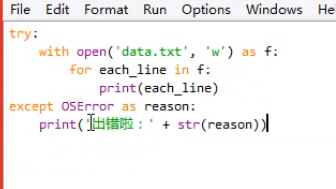 File Edit Format Run Options Windows Help
try:
    with open('data.txt', 'w') as f:
        for each_line in f:
            print(each_line)
except OSError as reason:
    print('出错啦：' + str(reason))